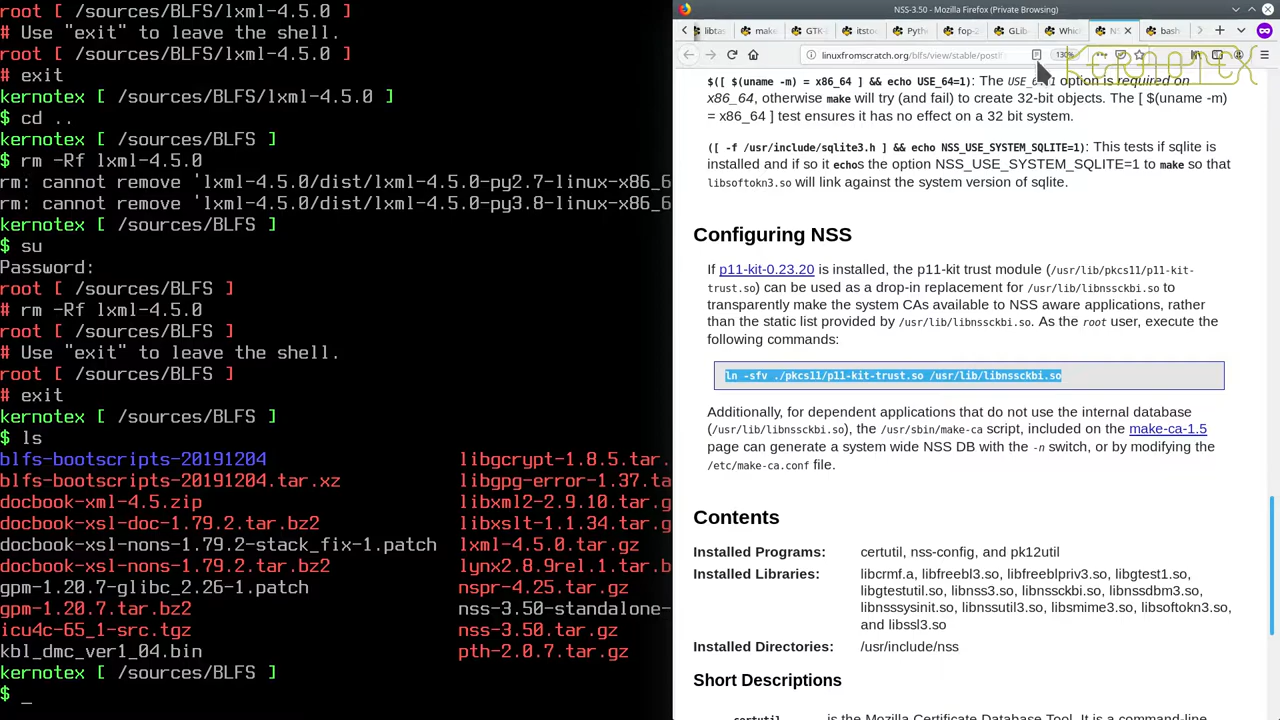 root [ /sources/BLFS/lxml-4.5.0 ]
# Use "exit" to leave the shell.
root [ /sources/BLFS/lxml-4.5.0 ]
# exit
kernotex [ /sources/BLFS/lxml-4.5.0 ]
$ cd ..
kernotex [ /sources/BLFS ]
$ rm -Rf lxml-4.5.0
rm: cannot remove 'lxml-4.5.0/dist/lxml-4.5.0-py2.7-linux-x86_6
rm: cannot remove 'lxml-4.5.0/dist/lxml-4.5.0-py3.8-linux-x86_6
kernotex [ /sources/BLFS ]
$ su
Password:
root [ /sources/BLFS ]
# rm -Rf lxml-4.5.0
root [ /sources/BLFS ]
# Use "exit" to leave the shell.
root [ /sources/BLFS ]
# exit
kernotex [ /sources/BLFS ]
$ ls
blfs-bootscripts-20191204 libgcrypt-1.8.5.tar.
blfs-bootscripts-20191204.tar.xz libgpg-error-1.37.ta
docbook-xml-4.5.zip libxml2-2.9.10.tar.g
docbook-xsl-doc-1.79.2.tar.bz2 libxslt-1.1.34.tar.g
docbook-xsl-nons-1.79.2-stack_fix-1.patch lxml-4.5.0.tar.gz
docbook-xsl-nons-1.79.2.tar.bz2 lynx2.8.9rel.1.tar.b
gpm-1.20.7-glibc_2.26-1.patch nspr-4.25.tar.gz
gpm-1.20.7.tar.bz2 nss-3.50-standalone-
icu4c-65_1-src.tgz nss-3.50.tar.gz
kbl_dmc_ver1_04.bin pth-2.0.7.tar.gz
kernotex [ /sources/BLFS ]
$ _
NSS-3.50 - Mozilla Firefox (Private Browsing)
libtas make- GTK- itstoo Pytho fop-2 GLib Which NS bash
linuxfromscratch.org/blfs/view/stable/postlf 130%
KERNOTEX
$([ $(uname -m) = x86_64 ] && echo USE_64=1): The USE_64=1 option is required on
x86_64, otherwise make will try (and fail) to create 32-bit objects. The [ $(uname -m)
= x86_64 ] test ensures it has no effect on a 32 bit system.
([ -f /usr/include/sqlite3.h ] && echo NSS_USE_SYSTEM_SQLITE=1): This tests if sqlite is
installed and if so it echos the option NSS_USE_SYSTEM_SQLITE=1 to make so that
libsoftokn3.so will link against the system version of sqlite.
Configuring NSS
If p11-kit-0.23.20 is installed, the p11-kit trust module (/usr/lib/pkcs11/p11-kit-
trust.so) can be used as a drop-in replacement for /usr/lib/libnssckbi.so to
transparently make the system CAs available to NSS aware applications, rather
than the static list provided by /usr/lib/libnssckbi.so. As the root user, execute the
following commands:
ln -sfv ./pkcs11/p11-kit-trust.so /usr/lib/libnssckbi.so
Additionally, for dependent applications that do not use the internal database
(/usr/lib/libnssckbi.so), the /usr/sbin/make-ca script, included on the make-ca-1.5
page can generate a system wide NSS DB with the -n switch, or by modifying the
/etc/make-ca.conf file.
Contents
Installed Programs: certutil, nss-config, and pk12util
Installed Libraries: libcrmf.a, libfreebl3.so, libfreeblpriv3.so, libgtest1.so,
libgtestutil.so, libnss3.so, libnssckbi.so, libnssdbm3.so,
libnsssysinit.so, libnssutil3.so, libsmime3.so, libsoftokn3.so,
and libssl3.so
Installed Directories: /usr/include/nss
Short Descriptions
certutil is the Mozilla Certificate Database Tool. It is a command-line